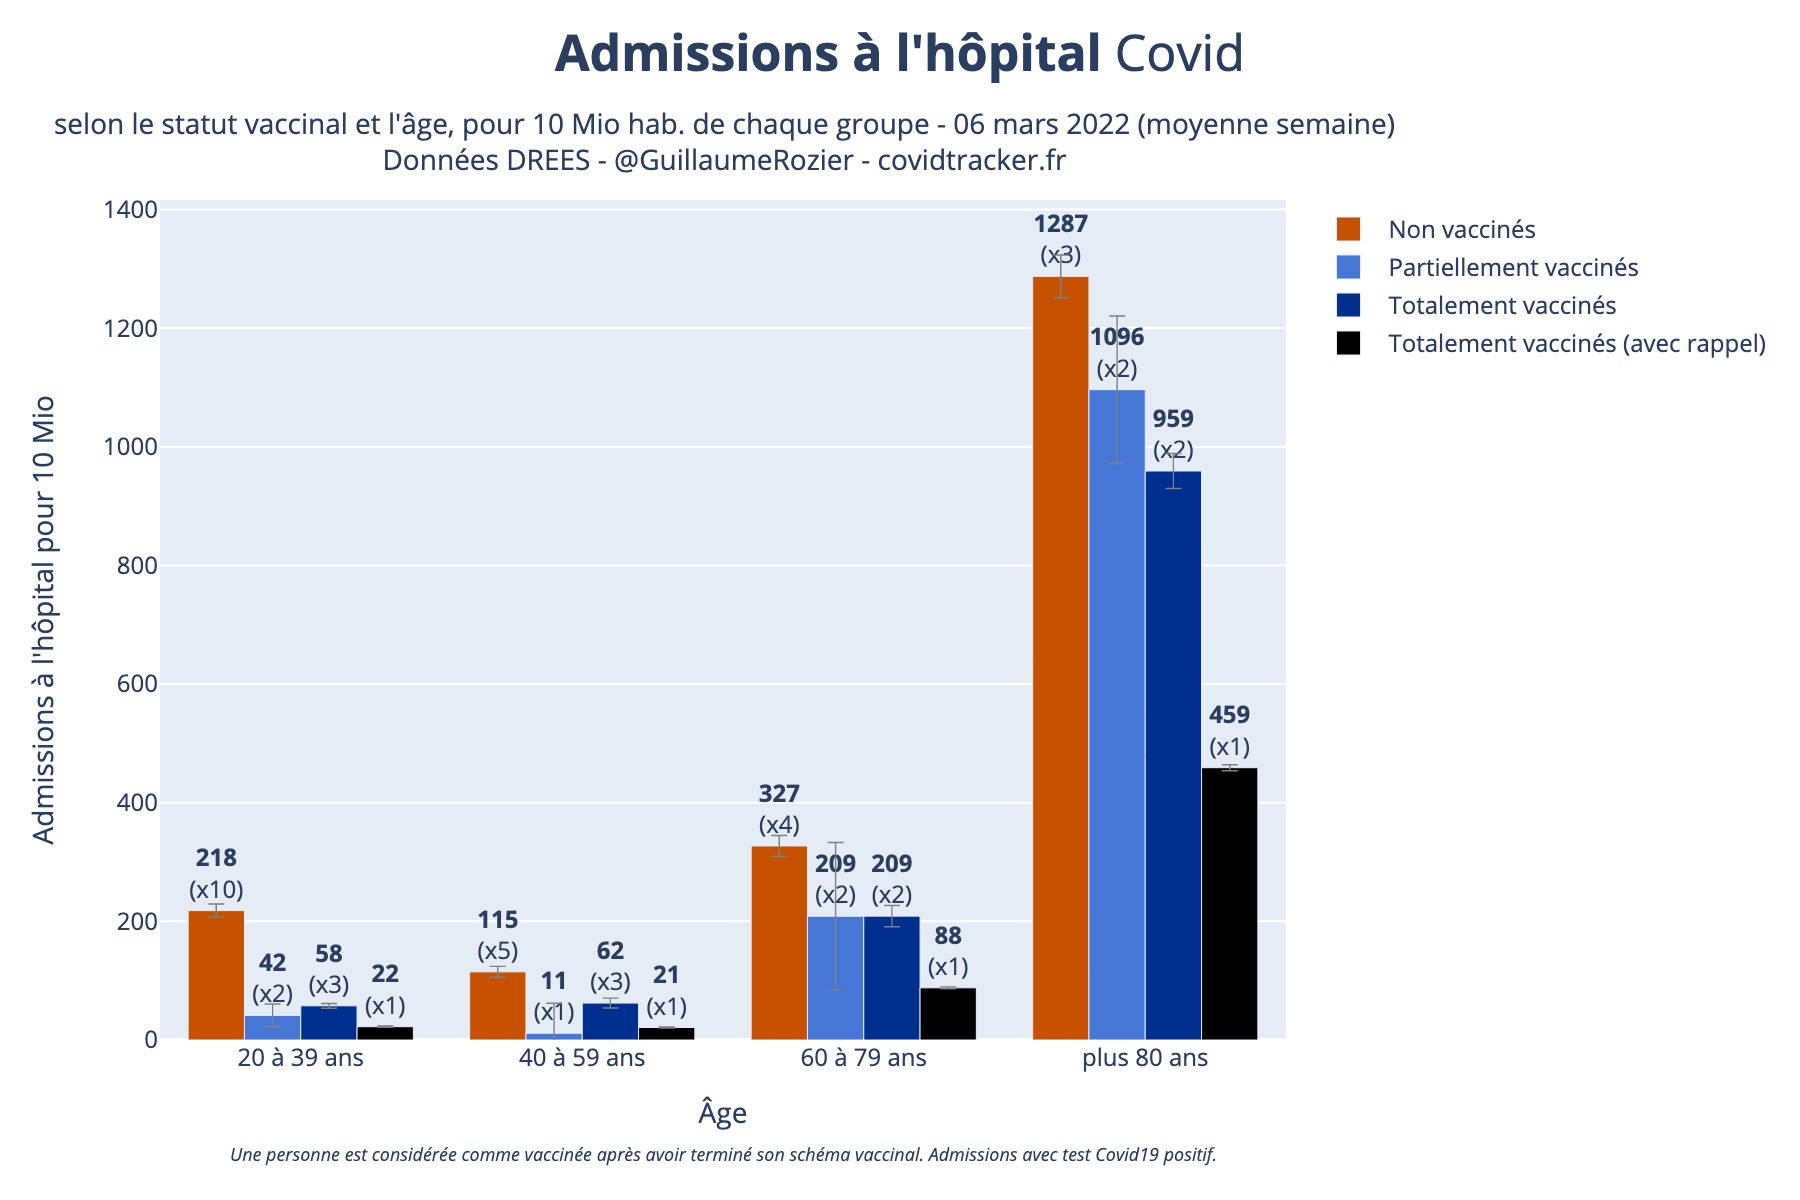 Admissions à l'hôpital Covid
selon le statut vaccinal et l'âge, pour 10 Mio hab. de chaque groupe - 06 mars 2022 (moyenne semaine)
Données DREES - @GuillaumeRozier - covidtracker.fr
Admissions à l'hôpital pour 10 Mio
1400
1200
1000
800
600
400
200
0
218
(x10)
42
(x2)
58
(x3)
22
(x1)
115
(x5)
11
(x1)
62
(x3)
21
(x1)
327
(x4)
209
(x2)
209
(x2)
88
(x1)
1287
(x3)
1096
(x2)
959
(x2)
459
(x1)
20 à 39 ans
40 à 59 ans
60 à 79 ans
plus 80 ans
Âge
Non vaccinés
Partiellement vaccinés
Totalement vaccinés
Totalement vaccinés (avec rappel)
Une personne est considérée comme vaccinée après avoir terminé son schéma vaccinal. Admissions avec test Covid19 positif.